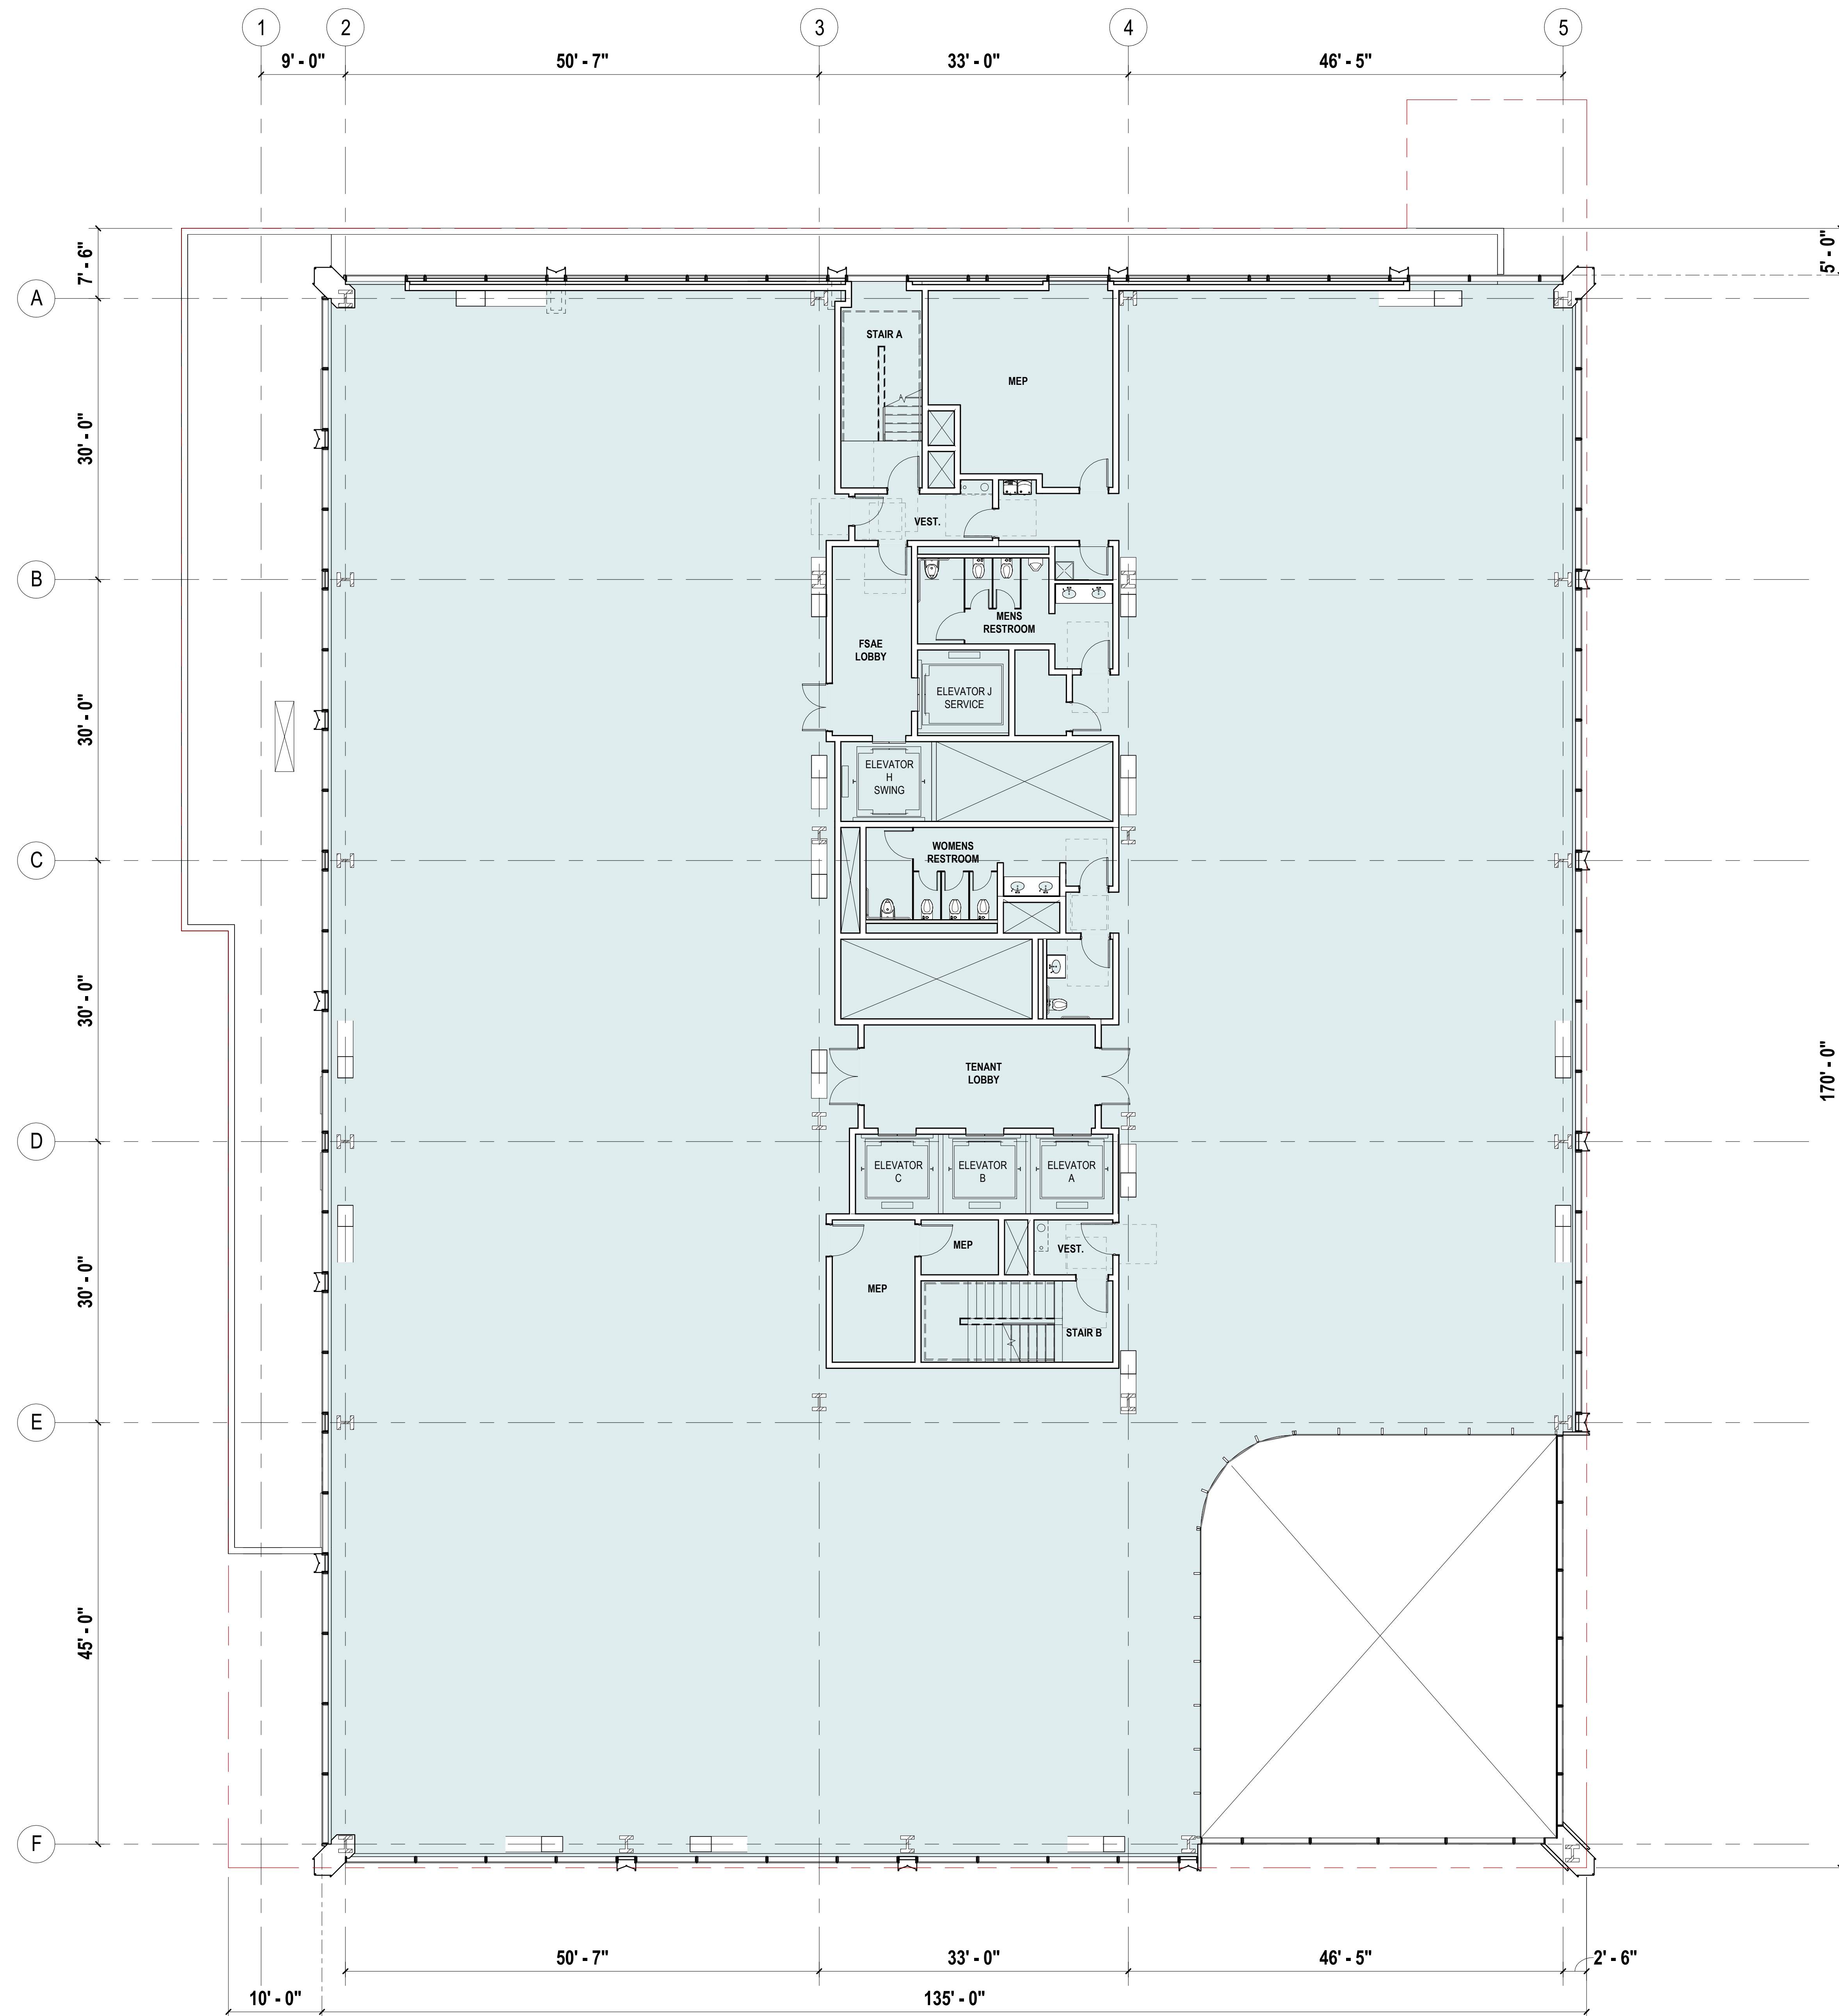 1
2
3
4
5
9' - 0"
50' - 7"
33' - 0"
46' - 5"
7' - 6"
5' - 0"
A
30' - 0"
STAIR A
MEP
VEST.
B
MENS
RESTROOM
FSAE
LOBBY
30' - 0"
ELEVATOR J
SERVICE
ELEVATOR
H
SWING
C
WOMENS
RESTROOM
30' - 0"
TENANT
LOBBY
170' - 0"
D
ELEVATOR
C
ELEVATOR
B
ELEVATOR
A
30' - 0"
MEP
VEST.
MEP
STAIR B
E
45' - 0"
F
50' - 7"
33' - 0"
46' - 5"
2' - 6"
10' - 0"
135' - 0"